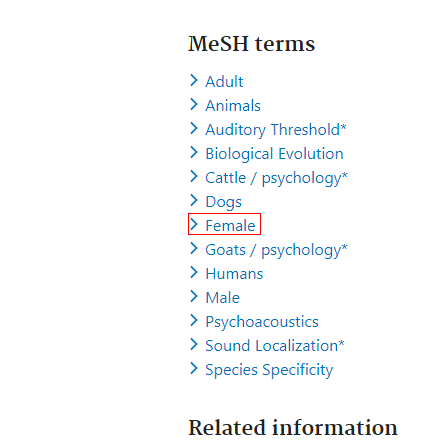 MeSH terms
Adult
Animals
Auditory Threshold*
Biological Evolution
Cattle / psychology*
Dogs
Female
Goats / psychology*
Humans
Male
Psychoacoustics
Sound Localization*
Species Specificity
Related information